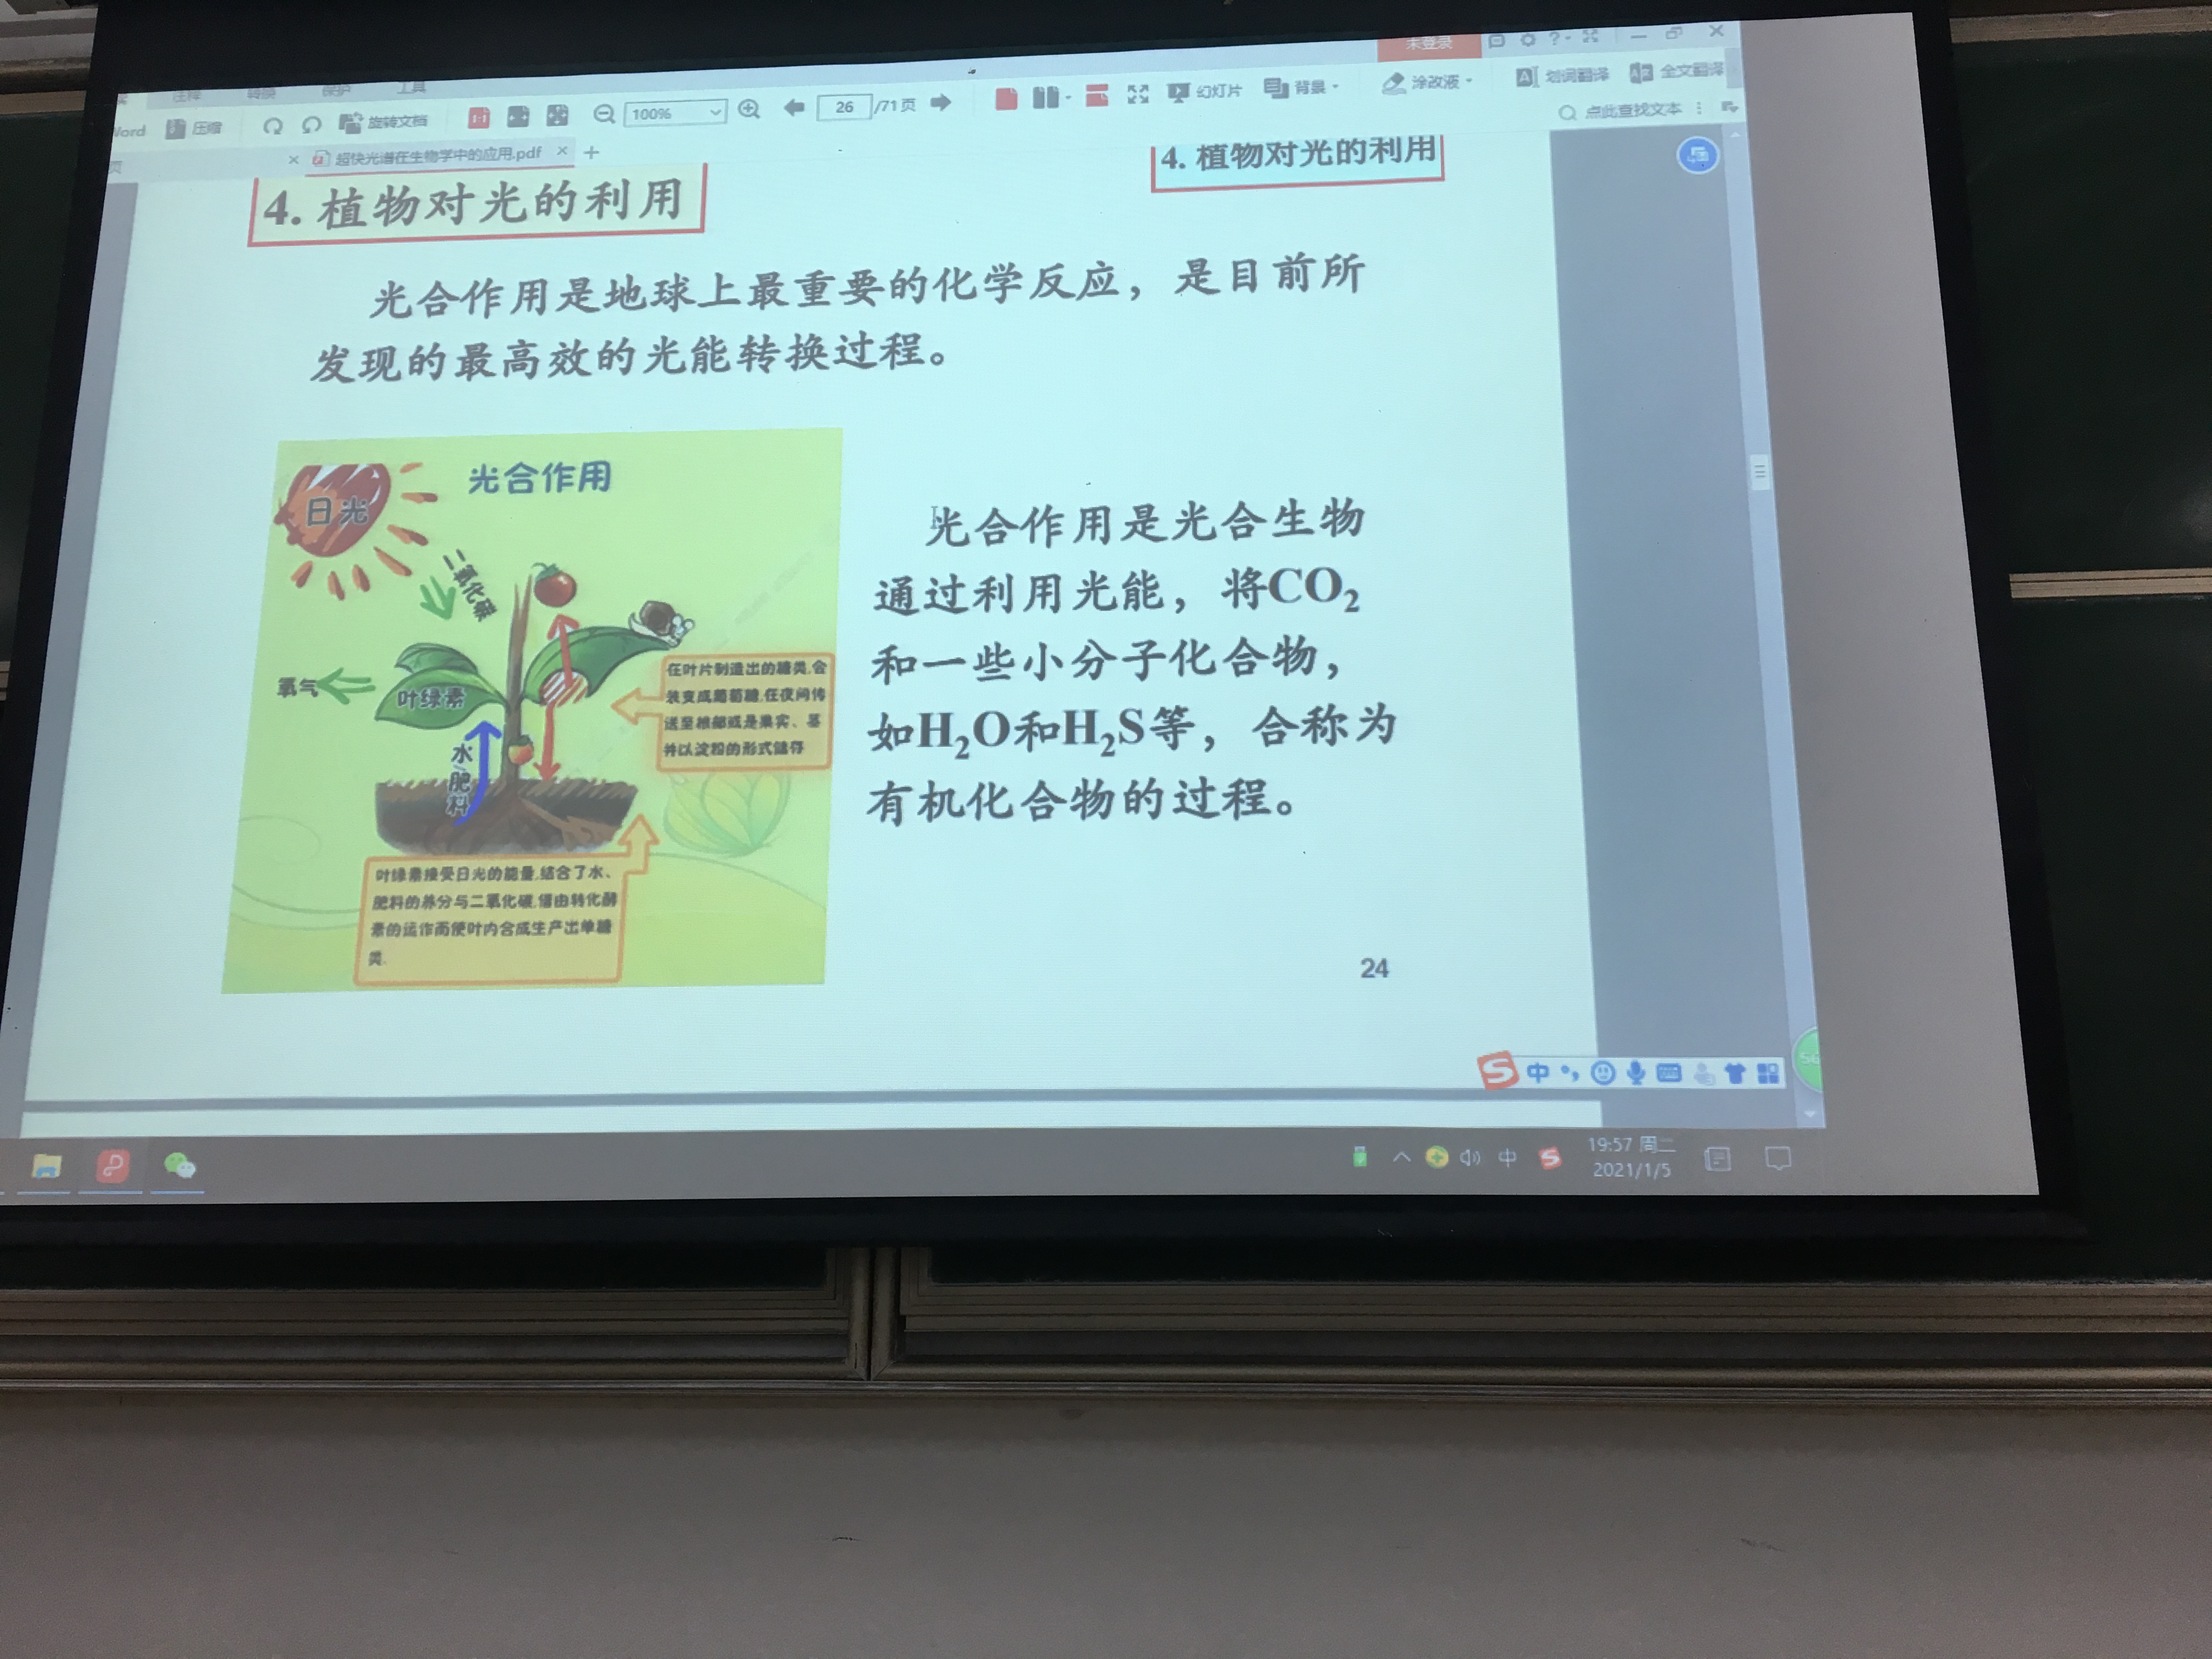 未登录
注释 转换 保护 工具
Word 压缩 旋转文档 100% 26 /71页 幻灯片 背景 涂改液 划词翻译 全文翻译
点此查找文本
页 超快光谱在生物学中的应用.pdf
4. 植物对光的利用
4. 植物对光的利用
光合作用是地球上最重要的化学反应，是目前所
发现的最高效的光能转换过程。
光合作用
日光
二氧化碳
氧气
叶绿素
水
肥
料
在叶片制造出的糖类,会
装变成葡萄糖,在夜间传
送至根部或是果实、茎
并以淀粉的形式储存
叶绿素接受日光的能量,结合了水、
肥料的养分与二氧化碳,借由转化酵
素的运作而使叶内合成生产出单糖
类.
光合作用是光合生物
通过利用光能，将CO₂
和一些小分子化合物，
如H₂O和H₂S等，合称为
有机化合物的过程。
24
中
中
19:57 周二
2021/1/5